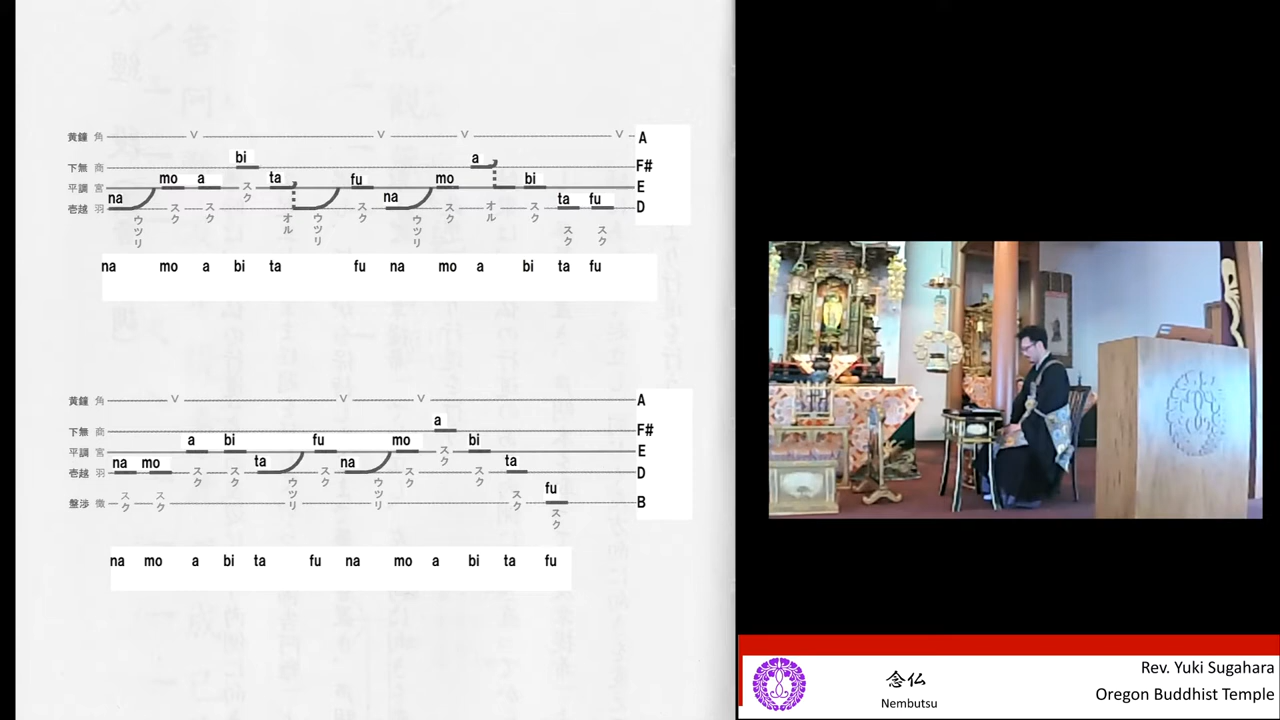 黄鐘 角 V V V V A
bi a
下無 商 F#
mo a ta fu mo bi
平調 宮 E
na na ta fu
壱越 羽 D
ウツリ スク スク スク オル ウツリ スク ウツリ スク オル スク スク スク
na mo a bi ta fu na mo a bi ta fu
黄鐘 角 V V V A
a
下無 商 F#
a bi fu mo bi
平調 宮 E
na mo ta na ta
壱越 羽 D
fu
盤渉 徴 B
スク スク スク スク ウツリ スク ウツリ スク スク スク スク スク
na mo a bi ta fu na mo a bi ta fu
念仏
Nembutsu
Rev. Yuki Sugahara
Oregon Buddhist Temple